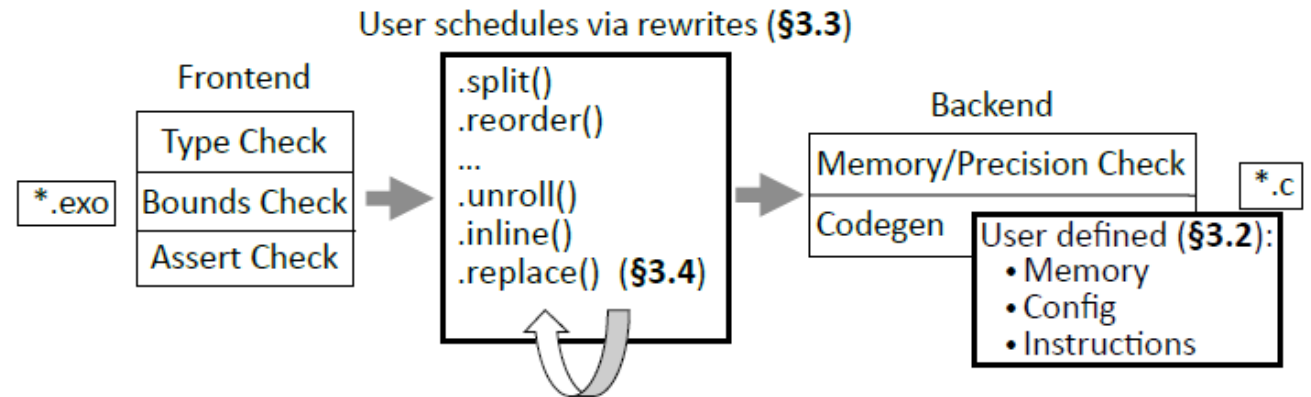 User schedules via rewrites (§3.3)
Frontend
*.exo
Type Check
Bounds Check
Assert Check
.split()
.reorder()
...
.unroll()
.inline()
.replace() (§3.4)
Backend
Memory/Precision Check
Codegen
User defined (§3.2):
• Memory
• Config
• Instructions
*.c